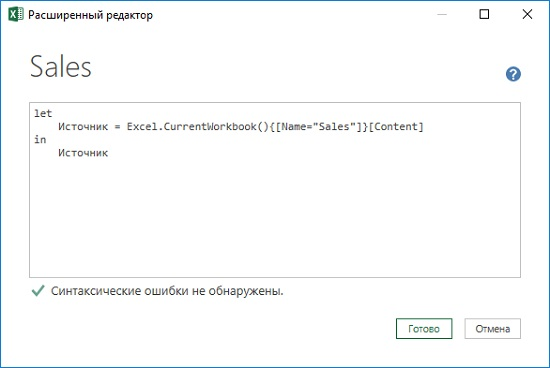 Расширенный редактор
Sales
let
    Источник = Excel.CurrentWorkbook(){[Name="Sales"]}[Content]
in
    Источник
Синтаксические ошибки не обнаружены.
Готово
Отмена